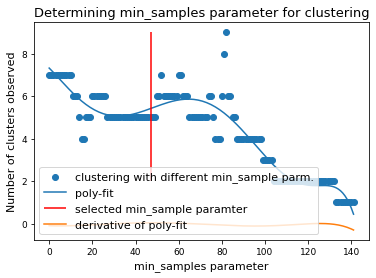 Determining min_samples parameter for clustering
Number of clusters observed
8
6
4
2
0
clustering with different min_sample parm.
poly-fit
selected min_sample paramter
derivative of poly-fit
0
20
40
60
80
100
120
140
min_samples parameter